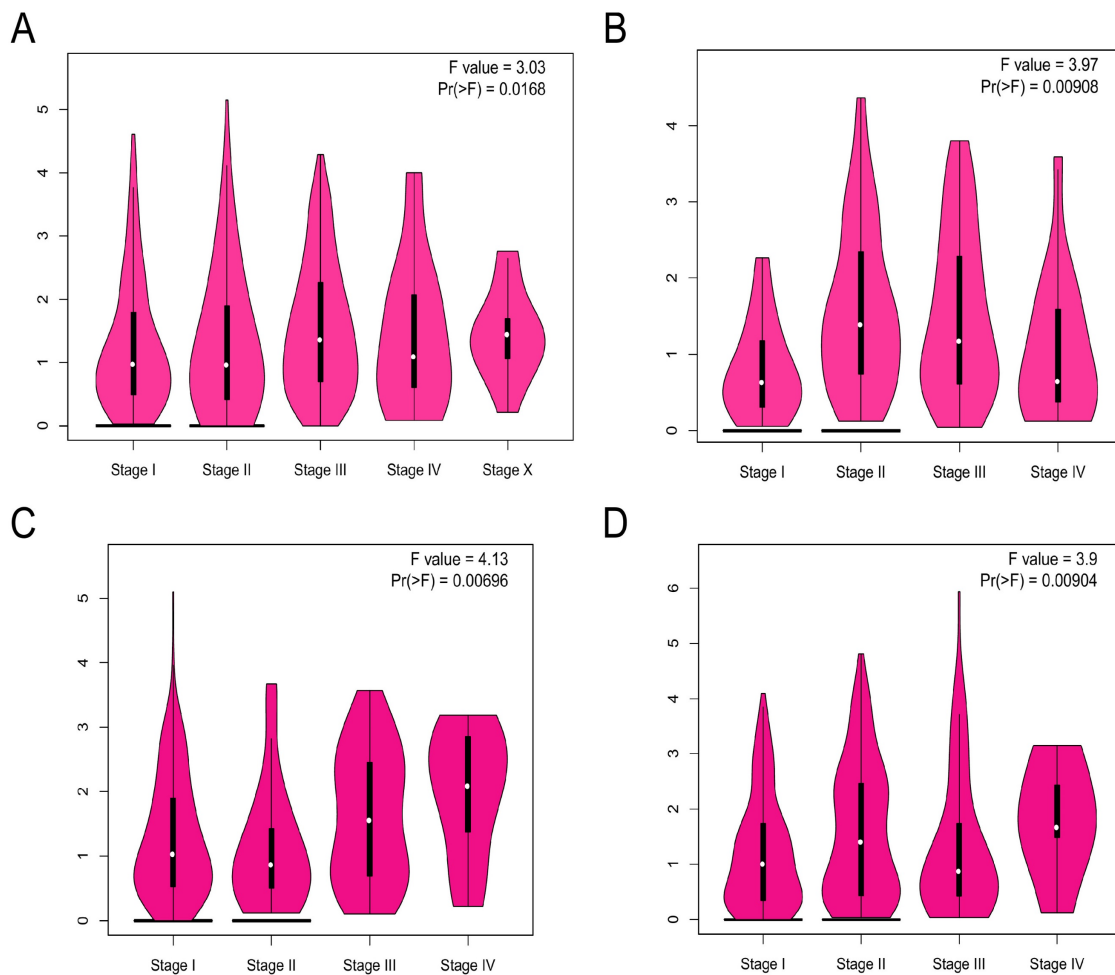 A
F value = 3.03
Pr(>F) = 0.0168
5
4
3
2
1
0
Stage I Stage II Stage III Stage IV Stage X
B
F value = 3.97
Pr(>F) = 0.00908
4
3
2
1
0
Stage I Stage II Stage III Stage IV
C
F value = 4.13
Pr(>F) = 0.00696
5
4
3
2
1
0
Stage I Stage II Stage III Stage IV
D
F value = 3.9
Pr(>F) = 0.00904
6
5
4
3
2
1
0
Stage I Stage II Stage III Stage IV